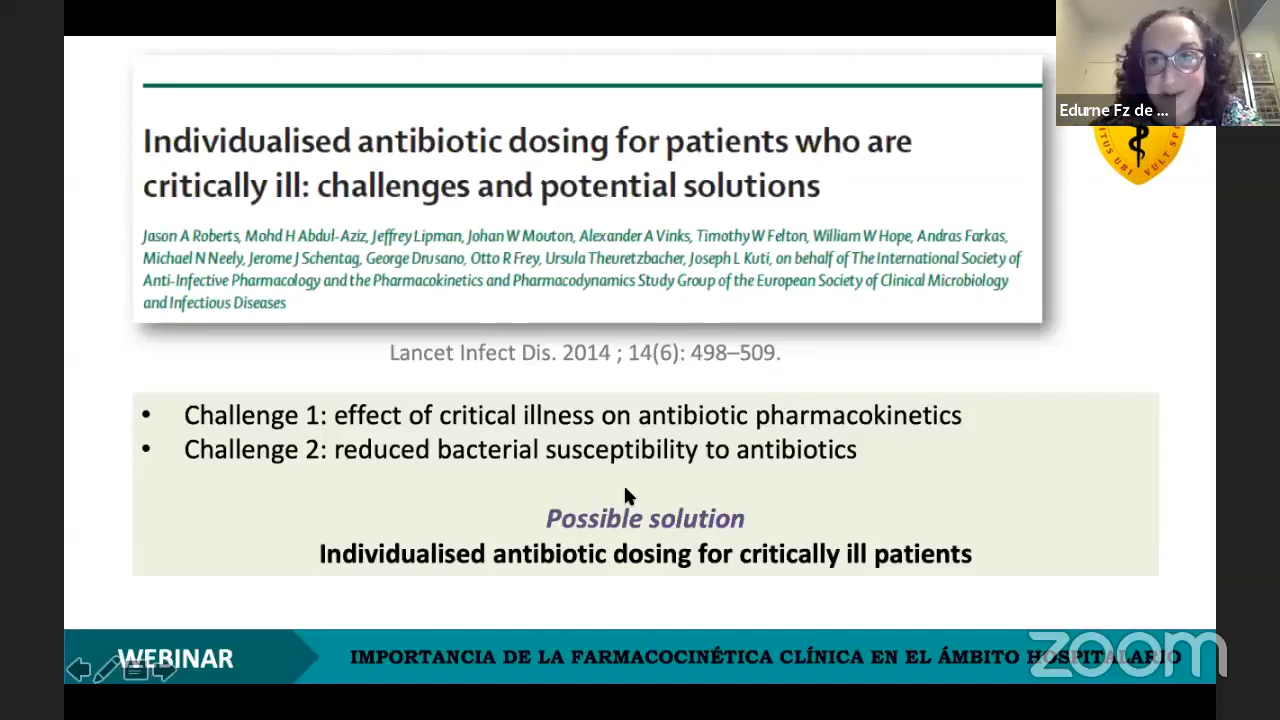 Edurne Fz de ...
ITUS UBI VULT SP
Individualised antibiotic dosing for patients who are
critically ill: challenges and potential solutions
Jason A Roberts, Mohd H Abdul-Aziz, Jeffrey Lipman, Johan W Mouton, Alexander A Vinks, Timothy W Felton, William W Hope, Andras Farkas,
Michael N Neely, Jerome J Schentag, George Drusano, Otto R Frey, Ursula Theuretzbacher, Joseph L Kuti, on behalf of The International Society of
Anti-Infective Pharmacology and the Pharmacokinetics and Pharmacodynamics Study Group of the European Society of Clinical Microbiology
and Infectious Diseases
Lancet Infect Dis. 2014 ; 14(6): 498–509.
• Challenge 1: effect of critical illness on antibiotic pharmacokinetics
• Challenge 2: reduced bacterial susceptibility to antibiotics
Possible solution
Individualised antibiotic dosing for critically ill patients
WEBINAR
IMPORTANCIA DE LA FARMACOCINÉTICA CLÍNICA EN EL ÁMBITO HOSPITALARIO
zoom